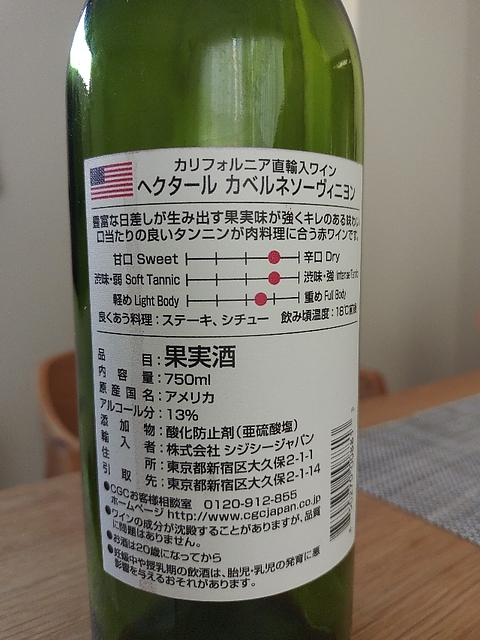 カリフォルニア直輸入ワイン
ヘクタール カベルネソーヴィニヨン
豊富な日差しが生み出す果実味が強くキレのある味わい
口当たりの良いタンニンが肉料理に合う赤ワインです。
甘口 Sweet 辛口 Dry
渋味・弱 Soft Tannic 渋味・強
軽め Light Body 重め Full Body
良くあう料理：ステーキ、シチュー 飲み頃温度：18℃前後
品目：果実酒
内容量：750ml
原産国名：アメリカ
アルコール分：13%
添加物：酸化防止剤（亜硫酸塩）
輸入者：株式会社 シジシージャパン
住所：東京都新宿区大久保2-1-1
引取先：東京都新宿区大久保2-1-14
●CGCお客様相談室 0120-912-855
ホームページ http://www.cgcjapan.co.jp
●ワインの成分が沈殿することがありますが、品質
に問題はありません。
●お酒は20歳になってから
●妊娠中や授乳期の飲酒は、胎児・乳児の発育に悪
影響を与えるおそれがあります。